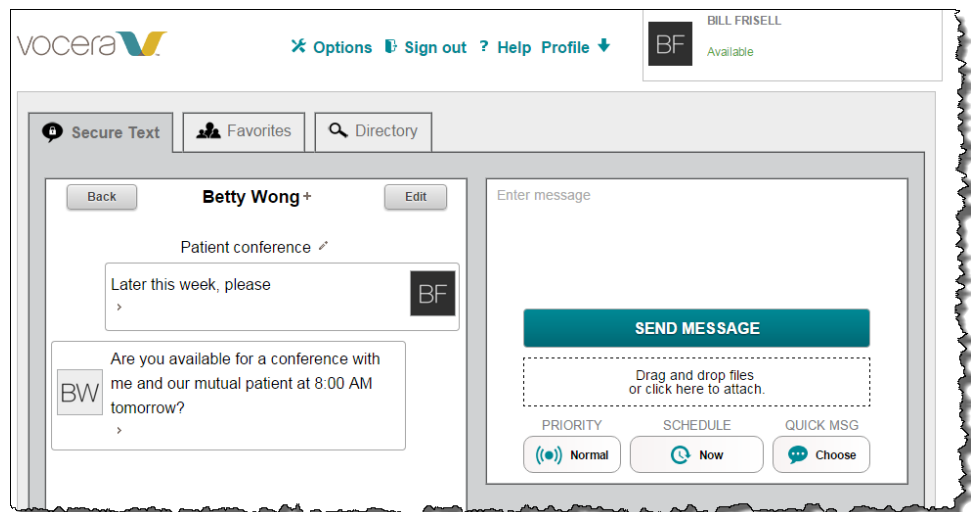 vocera
Options Sign out ? Help Profile
BF
BILL FRISELL
Available
Secure Text
Favorites
Directory
Back
Betty Wong+
Edit
Patient conference
Later this week, please
>
BF
BW
Are you available for a conference with
me and our mutual patient at 8:00 AM
tomorrow?
>
Enter message
SEND MESSAGE
Drag and drop files
or click here to attach.
PRIORITY SCHEDULE QUICK MSG
Normal Now Choose